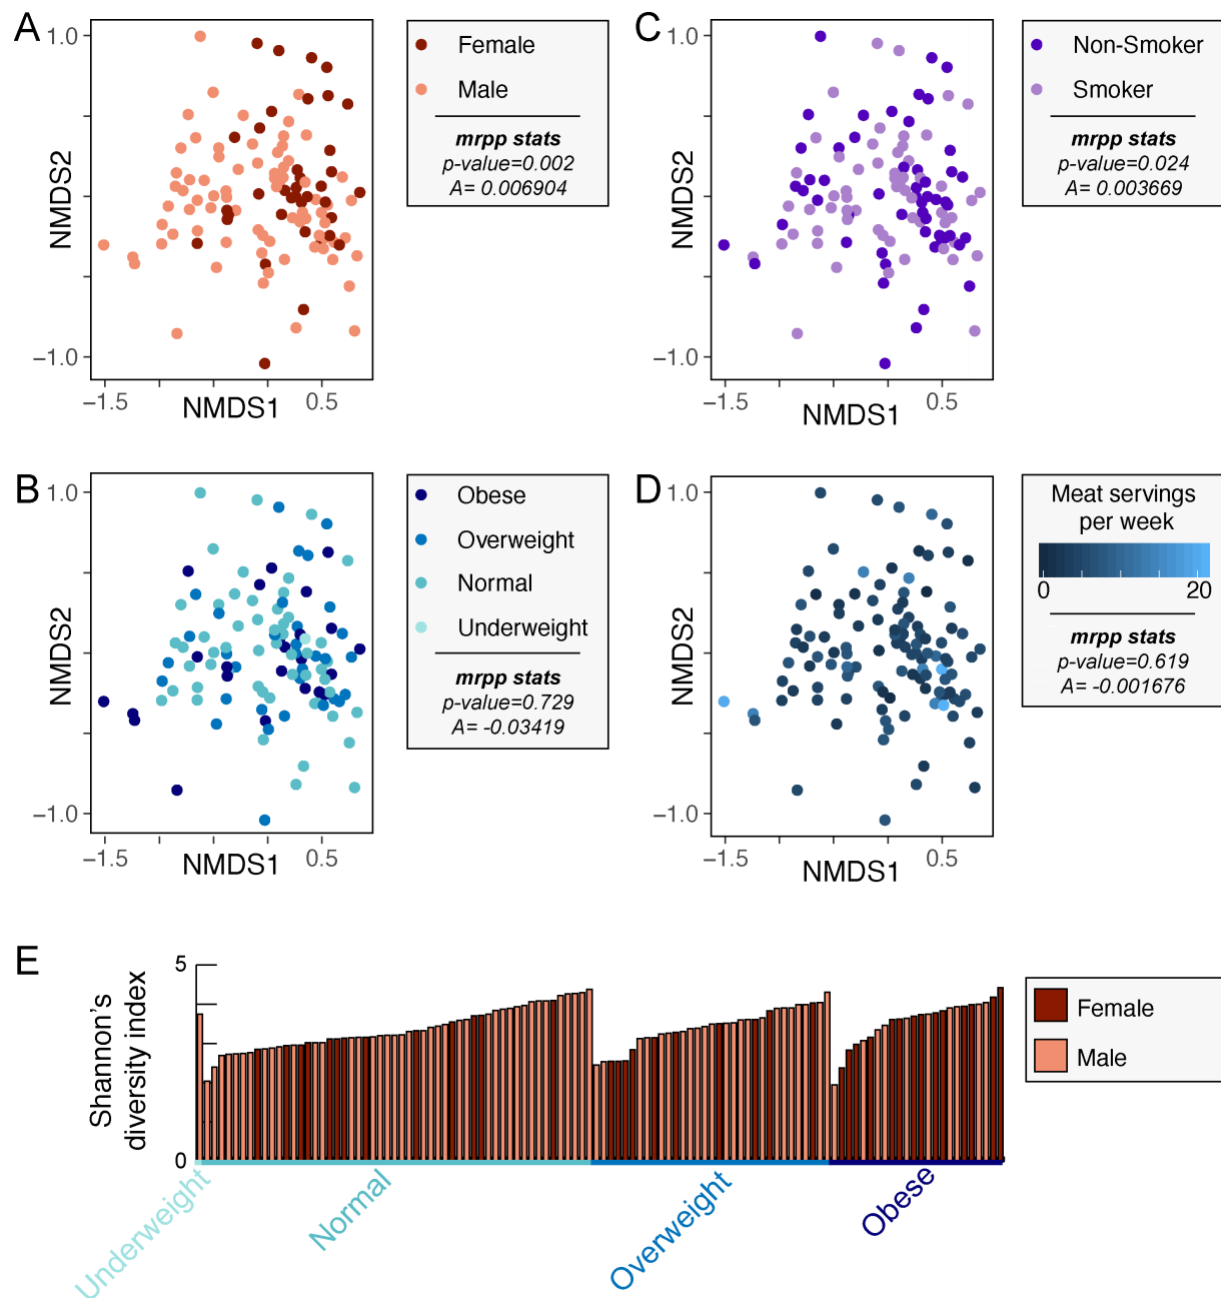 A
1.0
NMDS2
−1.0
−1.5
0.5
NMDS1
Female
Male
mrpp stats
p-value=0.002
A= 0.006904
C
1.0
NMDS2
−1.0
−1.5
0.5
NMDS1
Non-Smoker
Smoker
mrpp stats
p-value=0.024
A= 0.003669
B
1.0
NMDS2
−1.0
−1.5
0.5
NMDS1
Obese
Overweight
Normal
Underweight
mrpp stats
p-value=0.729
A= -0.03419
D
1.0
NMDS2
−1.0
−1.5
0.5
NMDS1
Meat servings
per week
0
20
mrpp stats
p-value=0.619
A= -0.001676
E
5
Shannon's
diversity index
0
Underweight
Normal
Overweight
Obese
Female
Male